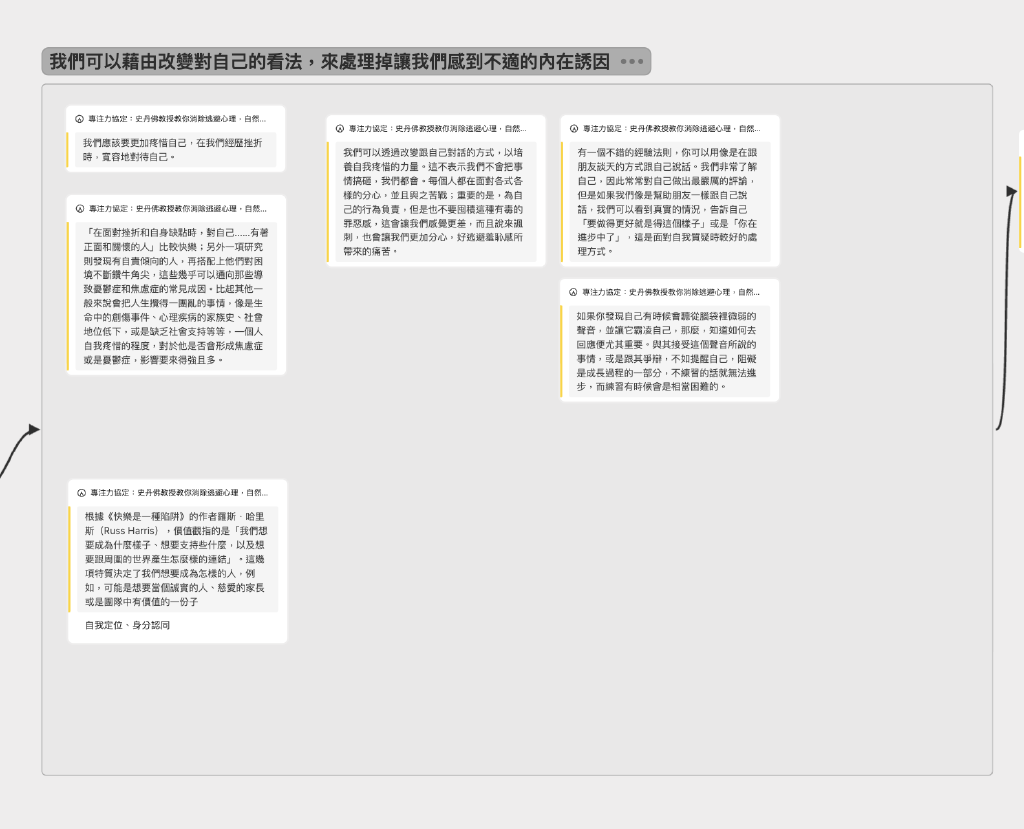 我們可以藉由改變對自己的看法，來處理掉讓我們感到不適的內在誘因 •••
專注力協定：史丹佛教授教你消除逃避心理，自然...
我們應該要更加疼惜自己，在我們經歷挫折
時，寬容地對待自己。
專注力協定：史丹佛教授教你消除逃避心理，自然...
「在面對挫折和自身缺點時，對自己……有著
正面和關懷的人」比較快樂；另外一項研究
則發現有自責傾向的人，再搭配上他們對困
境不斷鑽牛角尖，這些幾乎可以通向那些導
致憂鬱症和焦慮症的常見成因。比起其他一
般來說會把人生攪得一團亂的事情，像是生
命中的創傷事件、心理疾病的家族史、社會
地位低下，或是缺乏社會支持等等，一個人
自我疼惜的程度，對於他是否會形成焦慮症
或是憂鬱症，影響要來得強且多。
專注力協定：史丹佛教授教你消除逃避心理，自然...
根據《快樂是一種陷阱》的作者羅斯．哈里
斯（Russ Harris），價值觀指的是「我們想
要成為什麼樣子、想要支持些什麼，以及想
要跟周圍的世界產生怎麼樣的連結」。這幾
項特質決定了我們想要成為怎樣的人，例
如，可能是想要當個誠實的人、慈愛的家長
或是團隊中有價值的一份子
自我定位、身分認同
專注力協定：史丹佛教授教你消除逃避心理，自然...
我們可以透過改變跟自己對話的方式，以培
養自我疼惜的力量。這不表示我們不會把事
情搞砸，我們都會。每個人都在面對各式各
樣的分心，並且與之苦戰；重要的是，為自
己的行為負責，但是也不要囤積這種有毒的
罪惡感，這會讓我們感覺更差，而且說來諷
刺，也會讓我們更加分心，好逃避羞恥感所
帶來的痛苦。
專注力協定：史丹佛教授教你消除逃避心理，自然...
有一個不錯的經驗法則，你可以用像是在跟
朋友談天的方式跟自己說話。我們非常了解
自己，因此常常對自己做出最嚴厲的評論，
但是如果我們像是幫助朋友一樣跟自己說
話，我們可以看到真實的情況，告訴自己
「要做得更好就是得這個樣子」或是「你在
進步中了」，這是面對自我質疑時較好的處
理方式。
專注力協定：史丹佛教授教你消除逃避心理，自然...
如果你發現自己有時候會聽從腦袋裡微弱的
聲音，並讓它霸凌自己，那麼，知道如何去
回應便尤其重要。與其接受這個聲音所說的
事情，或是跟其爭辯，不如提醒自己，阻礙
是成長過程的一部分，不練習的話就無法進
步，而練習有時候會是相當困難的。